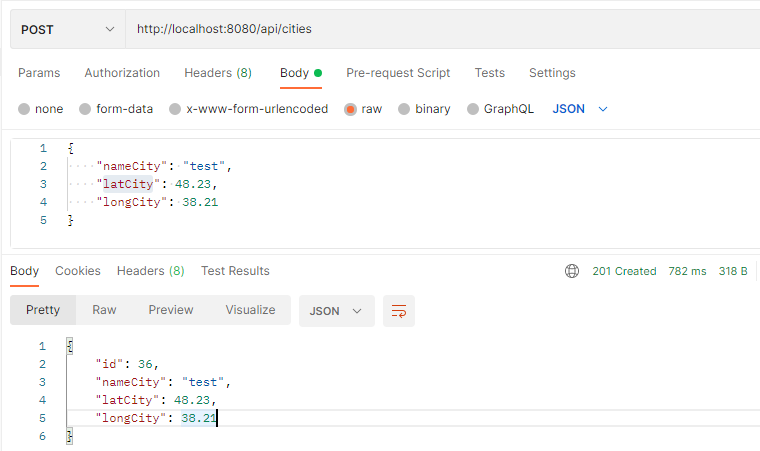 POST http://localhost:8080/api/cities
Params Authorization Headers (8) Body Pre-request Script Tests Settings
none form-data x-www-form-urlencoded raw binary GraphQL JSON
1 {
2 "nameCity": "test",
3 "latCity": 48.23,
4 "longCity": 38.21
5 }
Body Cookies Headers (8) Test Results 201 Created 782 ms 318 B
Pretty Raw Preview Visualize JSON
1 {
2 "id": 36,
3 "nameCity": "test",
4 "latCity": 48.23,
5 "longCity": 38.21
6 }